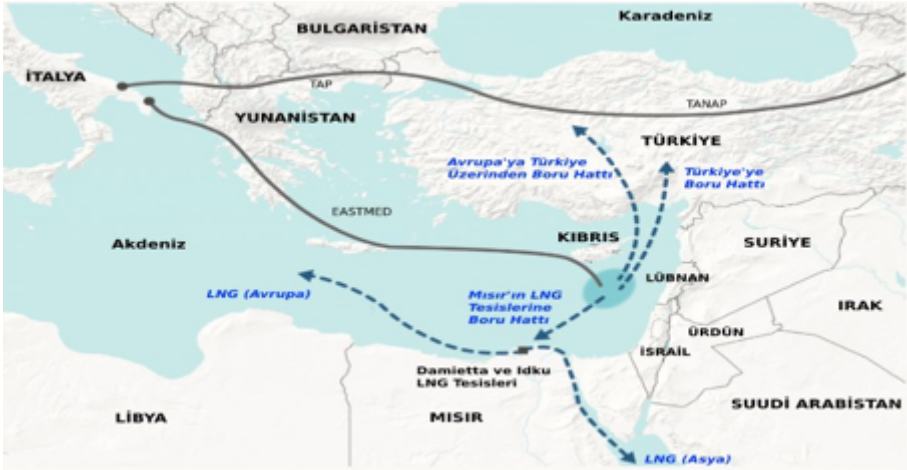 Karadeniz
BULGARİSTAN
İTALYA
TAP
TANAP
YUNANİSTAN
TÜRKİYE
Avrupa'ya Türkiye
Üzerinden Boru Hattı
Türkiye'ye
Boru Hattı
EASTMED
Akdeniz
KIBRIS
SURİYE
LÜBNAN
LNG (Avrupa)
Mısır'ın LNG
Tesislerine
Boru Hattı
IRAK
ÜRDÜN
İSRAİL
Damietta ve Idku
LNG Tesisleri
LİBYA
MISIR
SUUDİ ARABİSTAN
LNG (Asya)